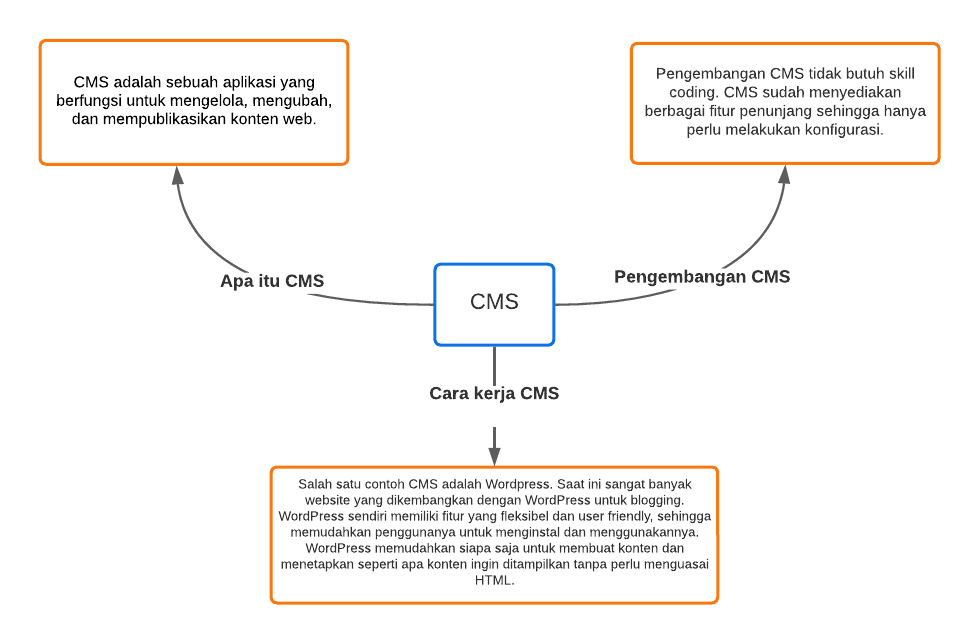 CMS adalah sebuah aplikasi yang
berfungsi untuk mengelola, mengubah,
dan mempublikasikan konten web.
Pengembangan CMS tidak butuh skill
coding. CMS sudah menyediakan
berbagai fitur penunjang sehingga hanya
perlu melakukan konfigurasi.
Apa itu CMS
Pengembangan CMS
CMS
Cara kerja CMS
Salah satu contoh CMS adalah Wordpress. Saat ini sangat banyak
website yang dikembangkan dengan WordPress untuk blogging.
WordPress sendiri memiliki fitur yang fleksibel dan user friendly, sehingga
memudahkan penggunanya untuk menginstal dan menggunakannya.
WordPress memudahkan siapa saja untuk membuat konten dan
menetapkan seperti apa konten ingin ditampilkan tanpa perlu menguasai
HTML.